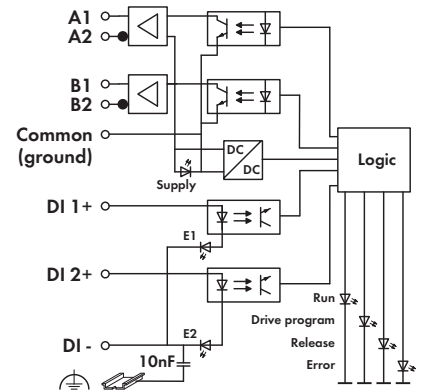 A1
A2
B1
B2
Common
(ground)
DC
DC
Logic
Supply
DI 1+
E1
DI 2+
Run
Drive program
E2
Release
DI -
10nF
Error